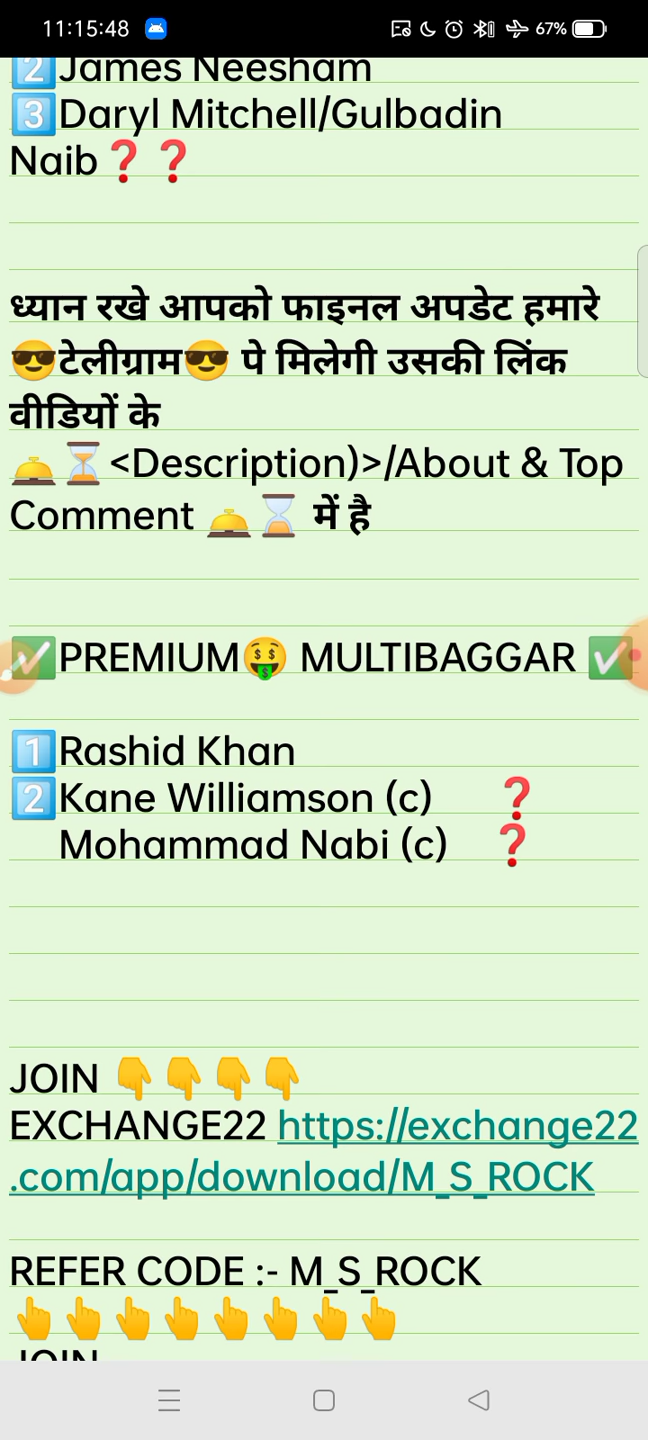 11:15:48 67%
2️⃣James Neesham
3️⃣Daryl Mitchell/Gulbadin
Naib❓❓
ध्यान रखे आपको फाइनल अपडेट हमारे
😎टेलीग्राम😎 पे मिलेगी उसकी लिंक
वीडियों के
🛎️⏳<Description)>/About & Top
Comment 🛎️⏳ में है
✅PREMIUM🤑 MULTIBAGGAR ✅
1️⃣Rashid Khan
2️⃣Kane Williamson (c) ❓
Mohammad Nabi (c) ❓
JOIN 👇👇👇👇
EXCHANGE22 https://exchange22
.com/app/download/M_S_ROCK
REFER CODE :- M_S_ROCK
👆👆👆👆👆👆👆👆
JOIN